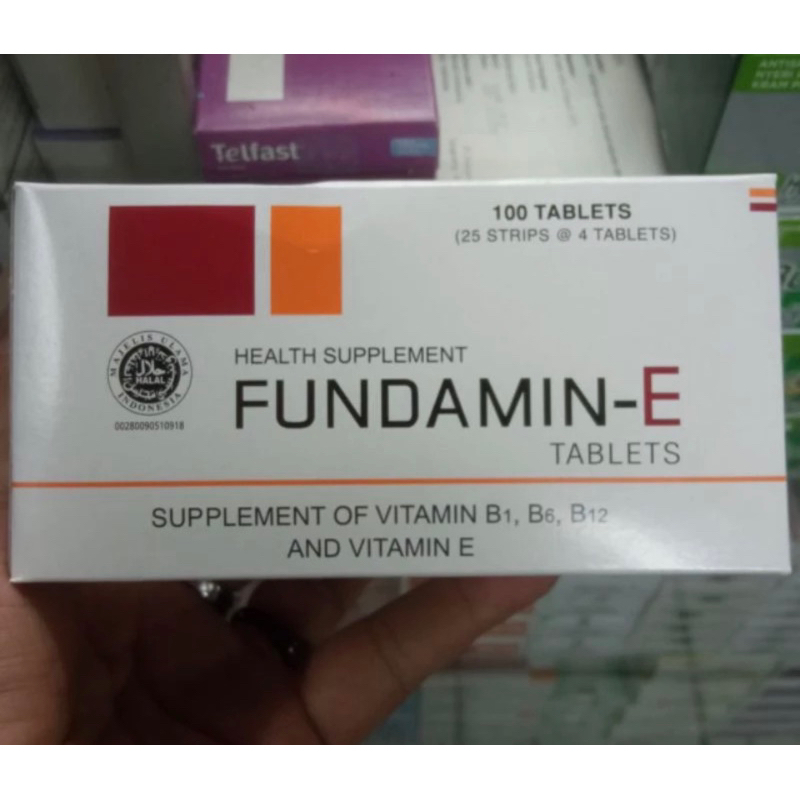 Telfast
100 TABLETS
(25 STRIPS @ 4 TABLETS)
MAJELIS ULAMA
حلال
HALAL
INDONESIA
00280090510918
HEALTH SUPPLEMENT
FUNDAMIN-E
TABLETS
SUPPLEMENT OF VITAMIN B1, B6, B12
AND VITAMIN E